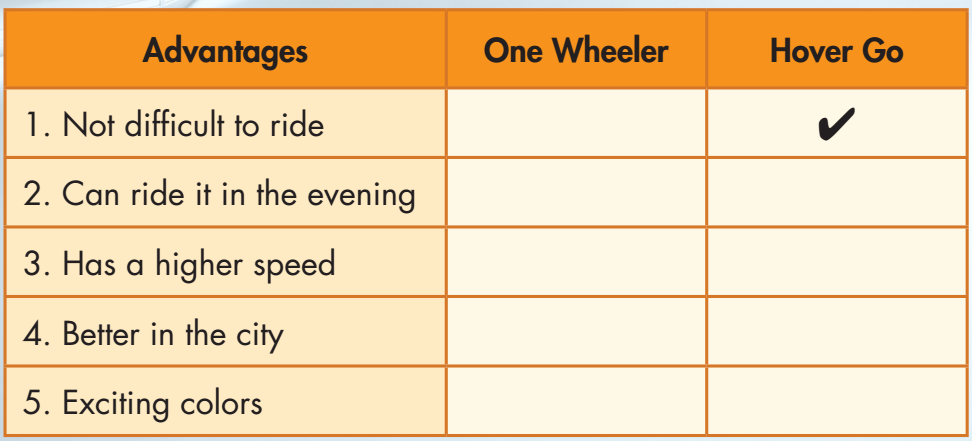 Advantages One Wheeler Hover Go
1. Not difficult to ride ✔
2. Can ride it in the evening
3. Has a higher speed
4. Better in the city
5. Exciting colors